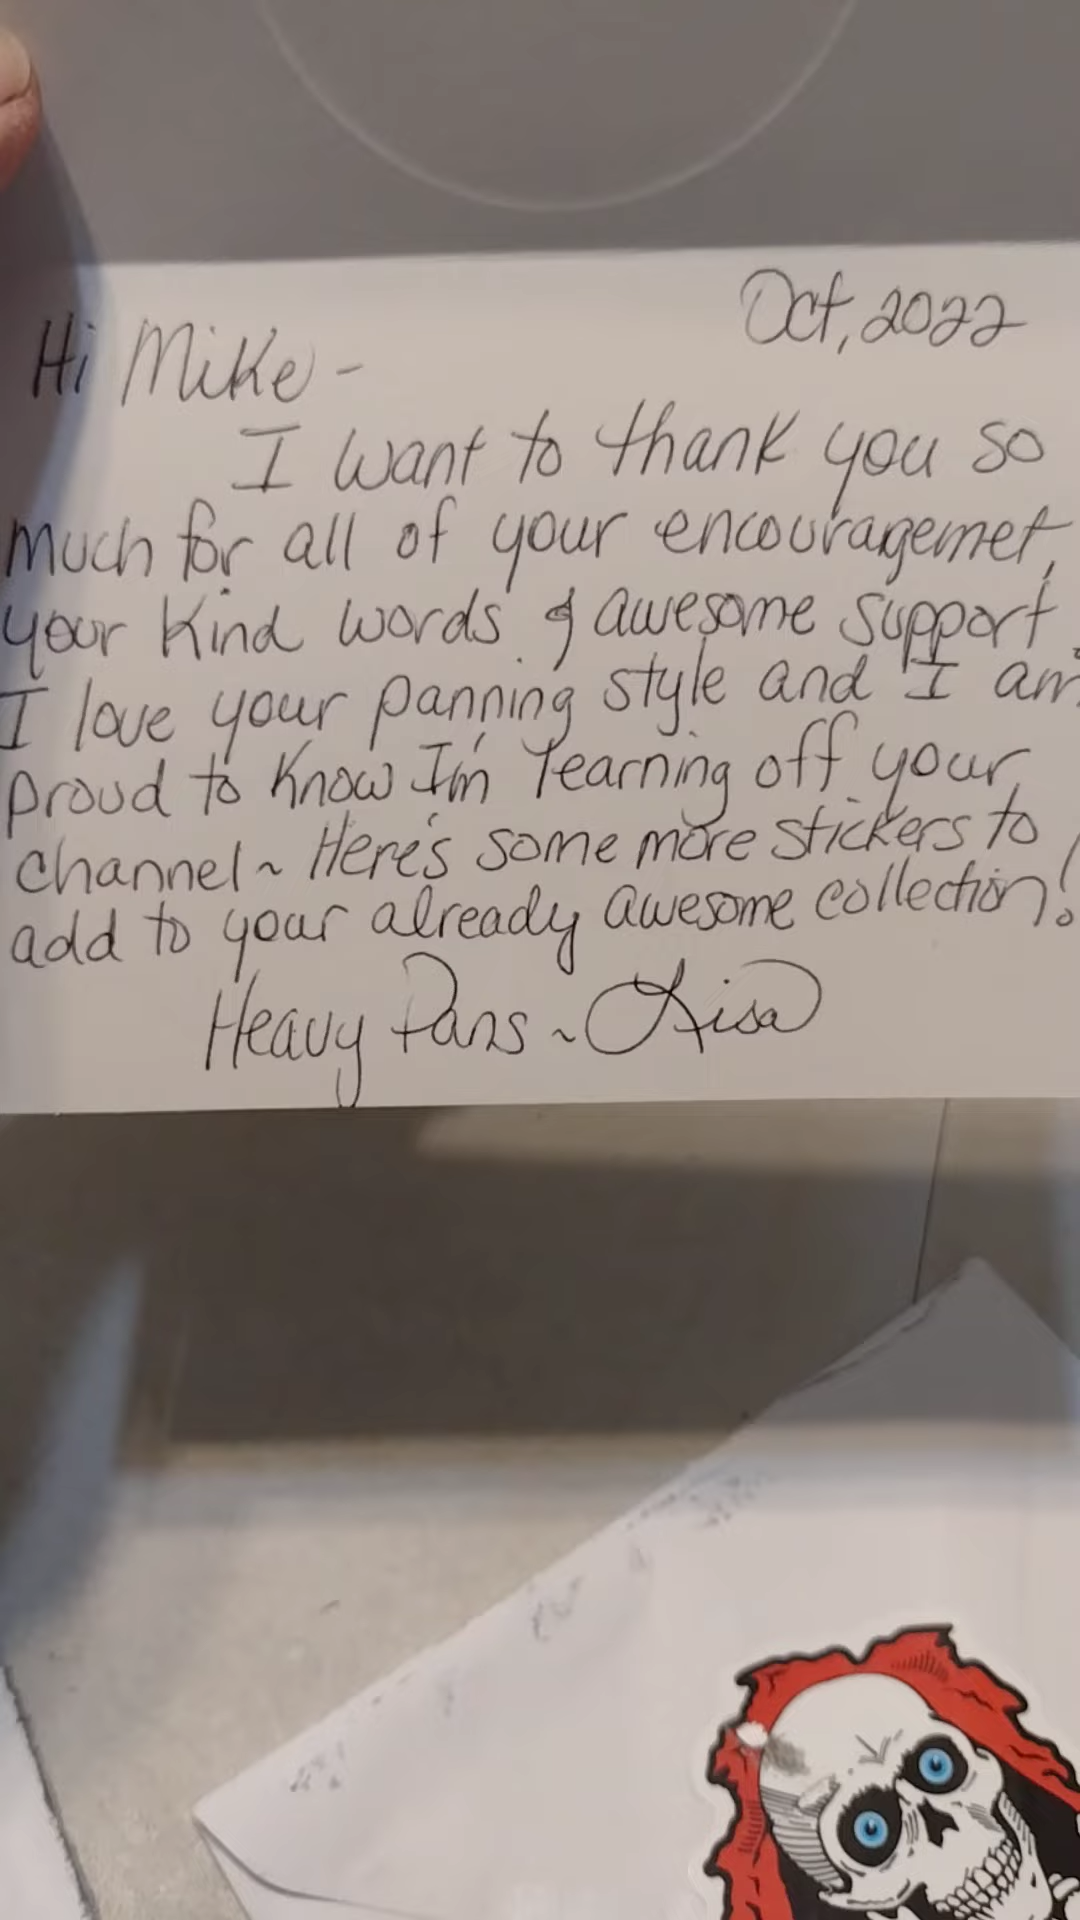 Oct, 2022
Hi Mike -
I want to thank you so
much for all of your encouragemet,
your kind words & awesome support.
I love your panning style and I am
proud to know I'm learning off your
channel ~ Here's some more stickers to
add to your already awesome collection!
Heavy Pans ~ Lisa